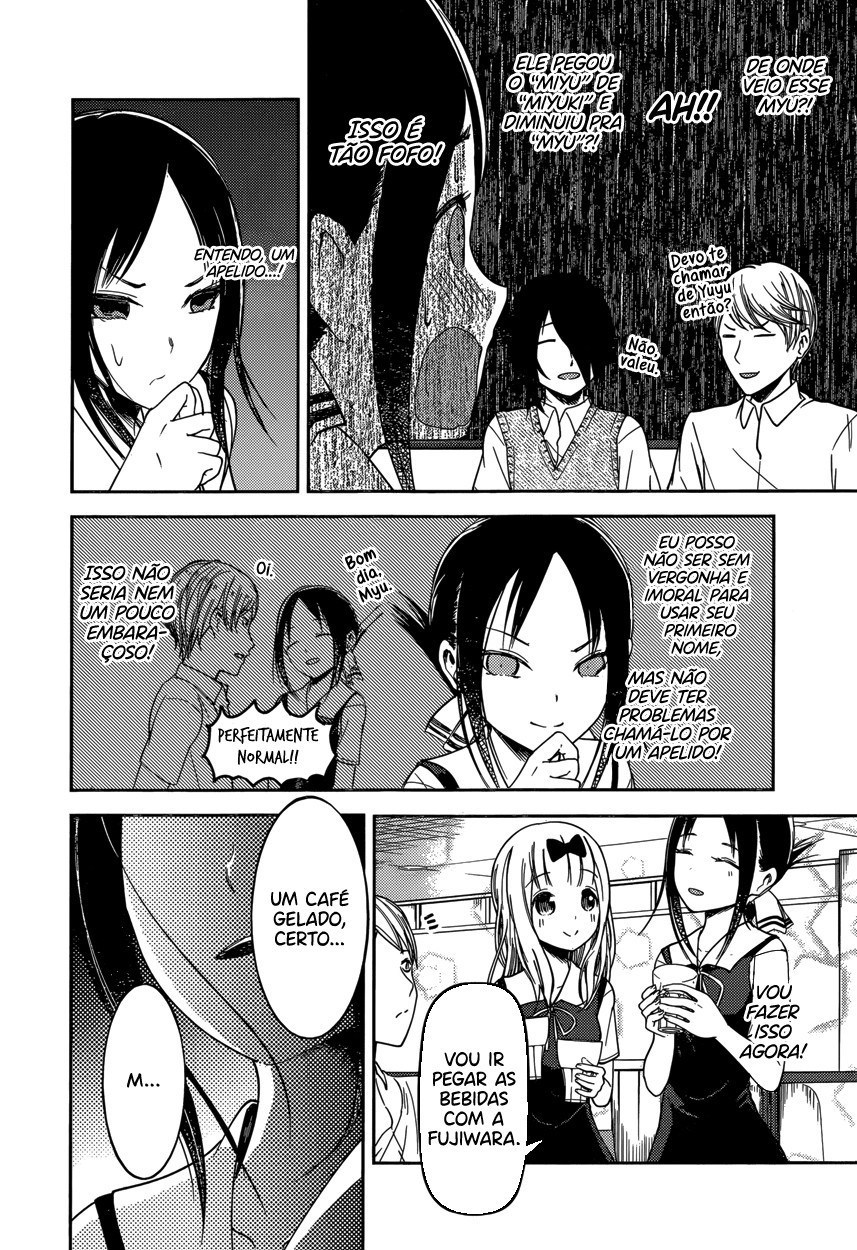 DE ONDE
VEIO ESSE
MYU?!
AH!!
ELE PEGOU
O “MIYU” DE
“MIYUKI” E
DIMINUIU PRA
“MYU”?!
ISSO É
TÃO FOFO!
Devo te
chamar
de Yuyu
então?
Não,
valeu.
ENTENDO, UM
APELIDO...!
EU POSSO
NÃO SER SEM
VERGONHA E
IMORAL PARA
USAR SEU
PRIMEIRO
NOME,
MAS NÃO
DEVE TER
PROBLEMAS
CHAMÁ-LO POR
UM APELIDO!
Bom
dia,
Myu.
Oi.
ISSO NÃO
SERIA NEM
UM POUCO
EMBARA-
ÇOSO!
PERFEITAMENTE
NORMAL!!
VOU
FAZER
ISSO
AGORA!
VOU IR
PEGAR AS
BEBIDAS
COM A
FUJIWARA.
UM CAFÉ
GELADO,
CERTO...
M...